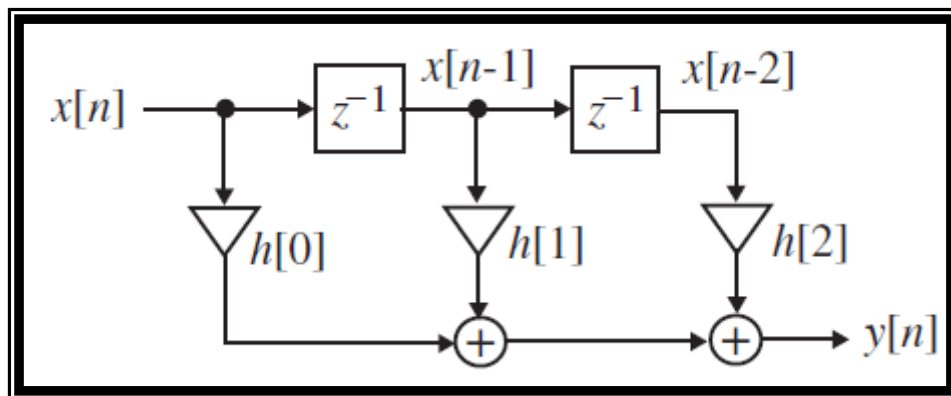 x[n-1] x[n-2]
x[n] z⁻¹ z⁻¹
h[0] h[1] h[2]
+ + y[n]